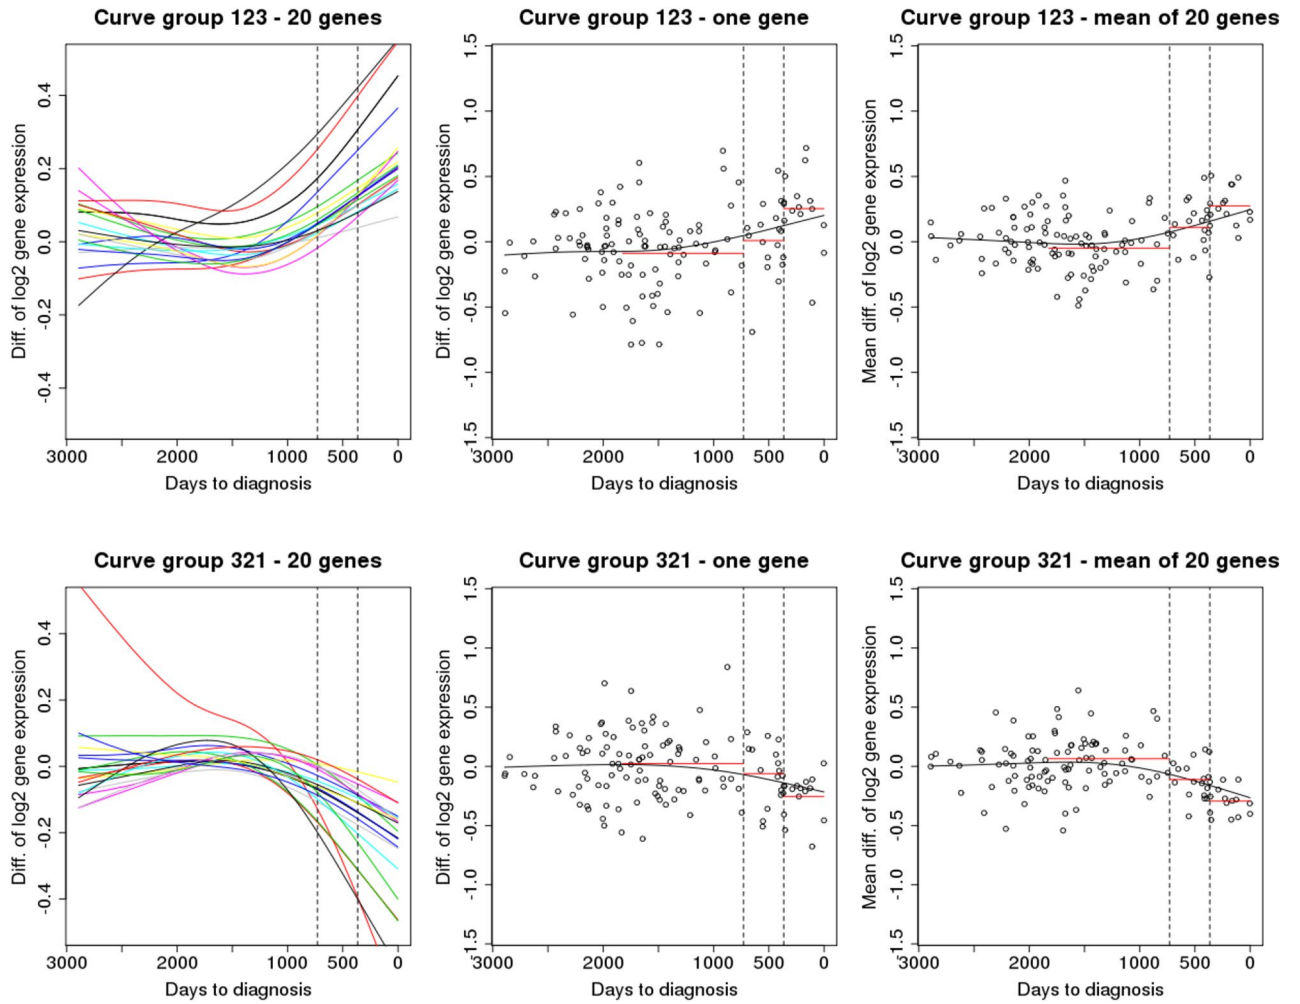 Curve group 123 - 20 genes
Diff. of log2 gene expression
0.4
0.2
0.0
-0.2
-0.4
3000 2000 1000 500 0
Days to diagnosis
Curve group 123 - one gene
Diff. of log2 gene expression
1.5
1.0
0.5
0.0
-0.5
-1.0
-1.5
3000 2000 1000 500 0
Days to diagnosis
Curve group 123 - mean of 20 genes
Mean diff. of log2 gene expression
1.5
1.0
0.5
0.0
-0.5
-1.0
-1.5
3000 2000 1000 500 0
Days to diagnosis
Curve group 321 - 20 genes
Diff. of log2 gene expression
0.4
0.2
0.0
-0.2
-0.4
3000 2000 1000 500 0
Days to diagnosis
Curve group 321 - one gene
Diff. of log2 gene expression
1.5
1.0
0.5
0.0
-0.5
-1.0
-1.5
3000 2000 1000 500 0
Days to diagnosis
Curve group 321 - mean of 20 genes
Mean diff. of log2 gene expression
1.5
1.0
0.5
0.0
-0.5
-1.0
-1.5
3000 2000 1000 500 0
Days to diagnosis